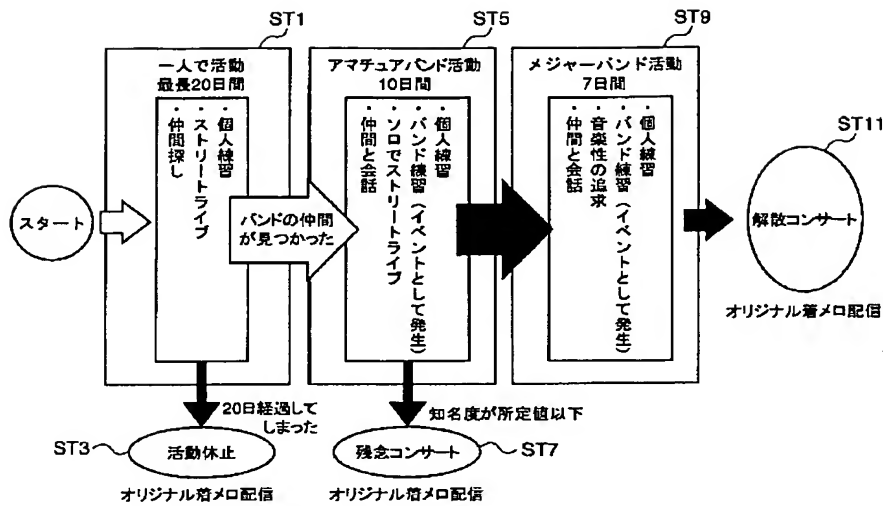 ST1
ST5
ST9
一人で活動
最長20日間
・個人練習
・ストリートライブ
・仲間探し
アマチュアバンド活動
10日間
・個人練習
・バンド練習(イベントとして発生)
・ソロでストリートライブ
・仲間と会話
メジャーバンド活動
7日間
・個人練習
・バンド練習(イベントとして発生)
・音楽性の追求
・仲間と会話
ST11
スタート
バンドの仲間
が見つかった
解散コンサート
オリジナル着メロ配信
20日経過して
しまった
知名度が所定値以下
ST3
活動休止
残念コンサート
ST7
オリジナル着メロ配信
オリジナル着メロ配信